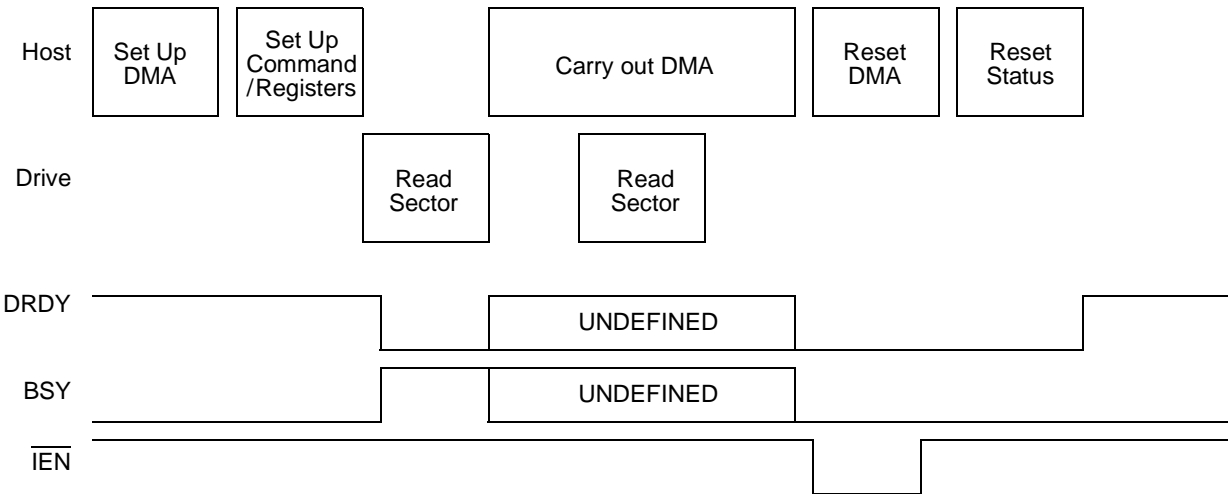 Host
Set Up
DMA
Set Up
Command
/Registers
Carry out DMA
Reset
DMA
Reset
Status
Drive
Read
Sector
Read
Sector
DRDY
UNDEFINED
BSY
UNDEFINED
IEN